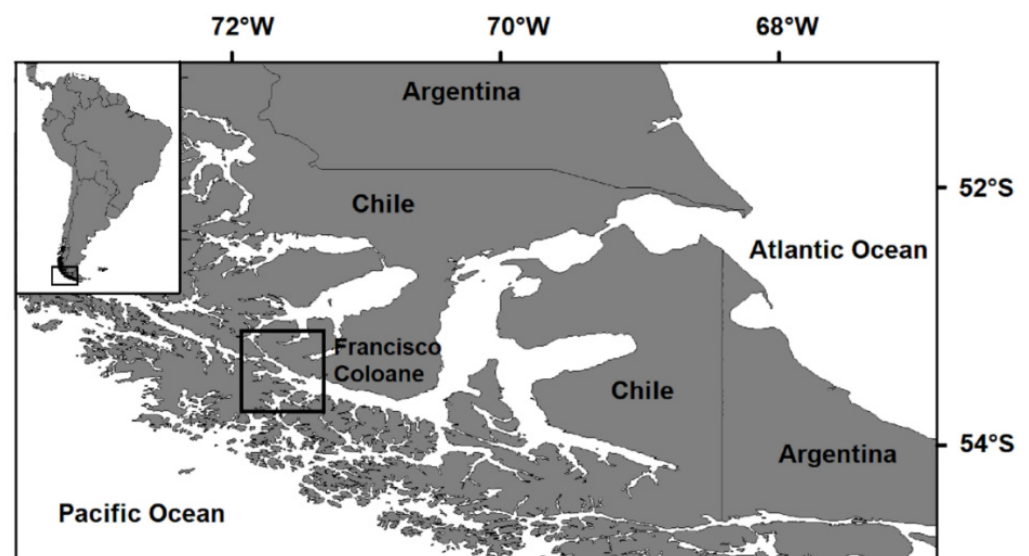 72°W
70°W
68°W
Argentina
52°S
Chile
Atlantic Ocean
Francisco
Coloane
Chile
54°S
Argentina
Pacific Ocean